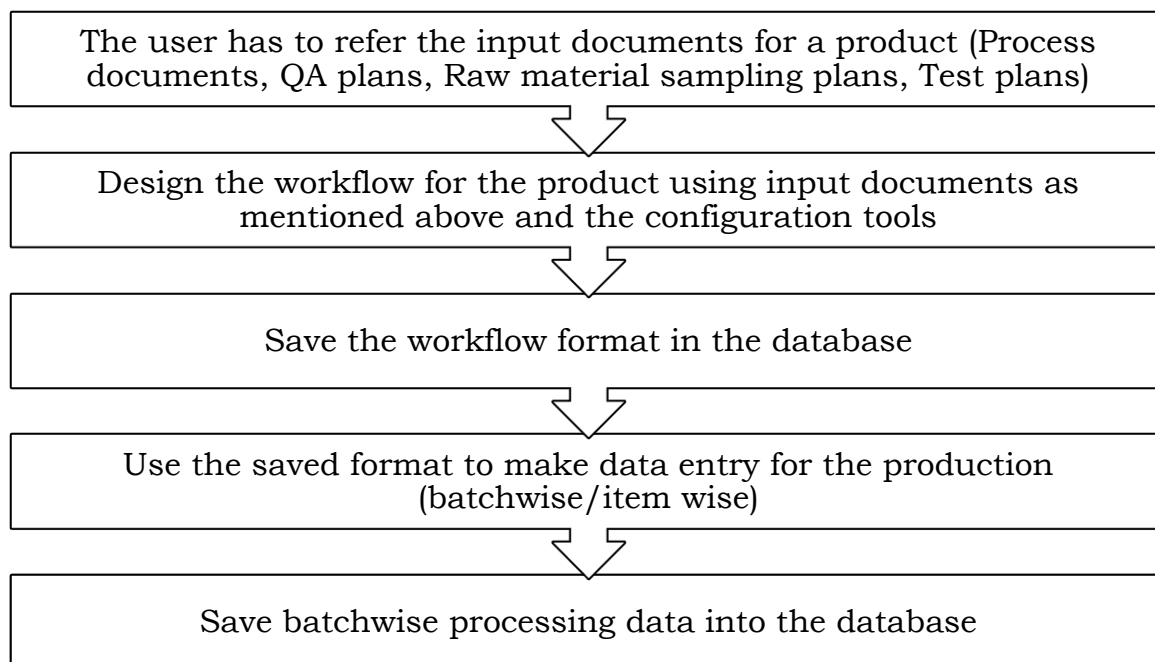 The user has to refer the input documents for a product (Process
documents, QA plans, Raw material sampling plans, Test plans)
Design the workflow for the product using input documents as
mentioned above and the configuration tools
Save the workflow format in the database
Use the saved format to make data entry for the production
(batchwise/item wise)
Save batchwise processing data into the database